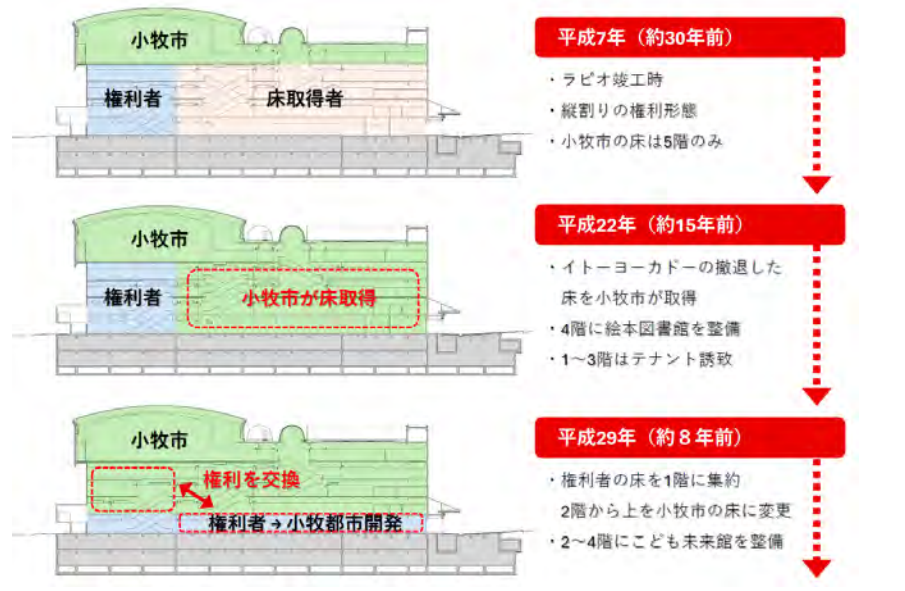 小牧市
権利者
床取得者
平成7年（約30年前）
・ラピオ竣工時
・縦割りの権利形態
・小牧市の床は5階のみ
小牧市
権利者
小牧市が床取得
平成22年（約15年前）
・イトーヨーカドーの撤退した
床を小牧市が取得
・4階に絵本図書館を整備
・1〜3階はテナント誘致
小牧市
権利を交換
権利者→小牧都市開発
平成29年（約８年前）
・権利者の床を1階に集約
2階から上を小牧市の床に変更
・2〜4階にこども未来館を整備